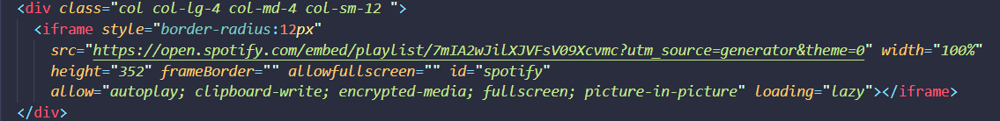 <div class="col col-lg-4 col-md-4 col-sm-12 ">
<iframe style="border-radius:12px"
src="https://open.spotify.com/embed/playlist/7mIA2wJilXJVFsV09Xcvmc?utm_source=generator&theme=0" width="100%"
height="352" frameBorder="" allowfullscreen="" id="spotify"
allow="autoplay; clipboard-write; encrypted-media; fullscreen; picture-in-picture" loading="lazy"></iframe>
</div>